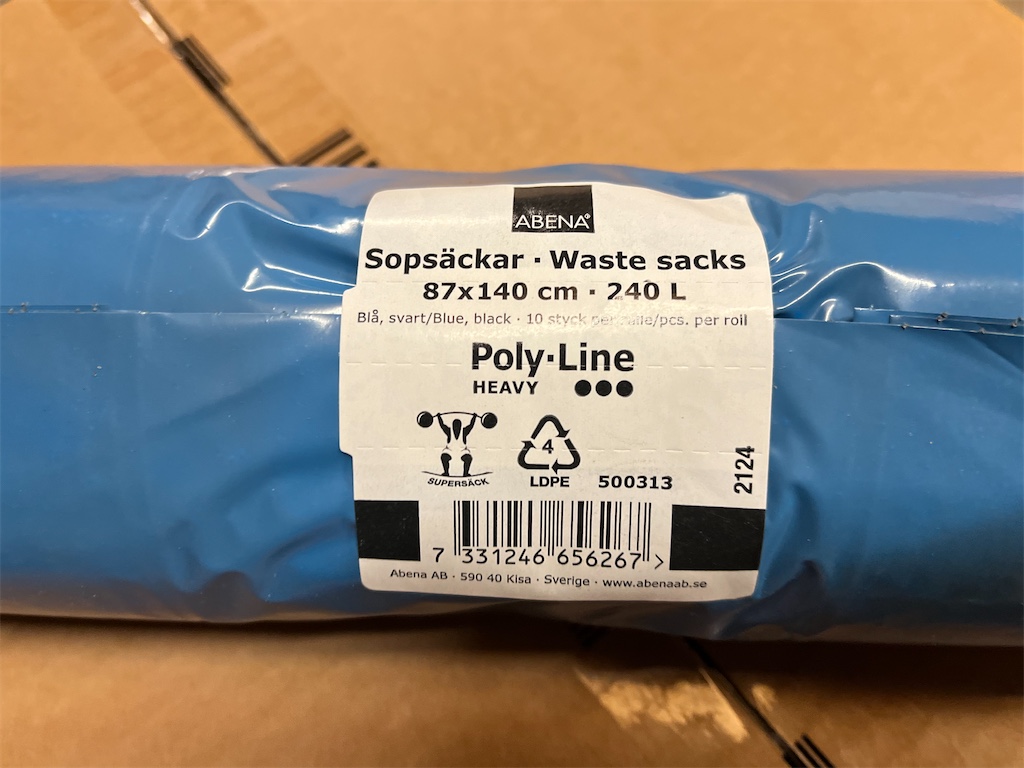 ABENA
Sopsäckar · Waste sacks
87x140 cm · 240 L
Blå, svart/Blue, black · 10 styck per rulle/pcs. per roll
Poly·Line
HEAVY ●●●
SUPERSÄCK
4
LDPE
500313
2124
7 331246 656267 >
Abena AB · 590 40 Kisa · Sverige · www.abenaab.se